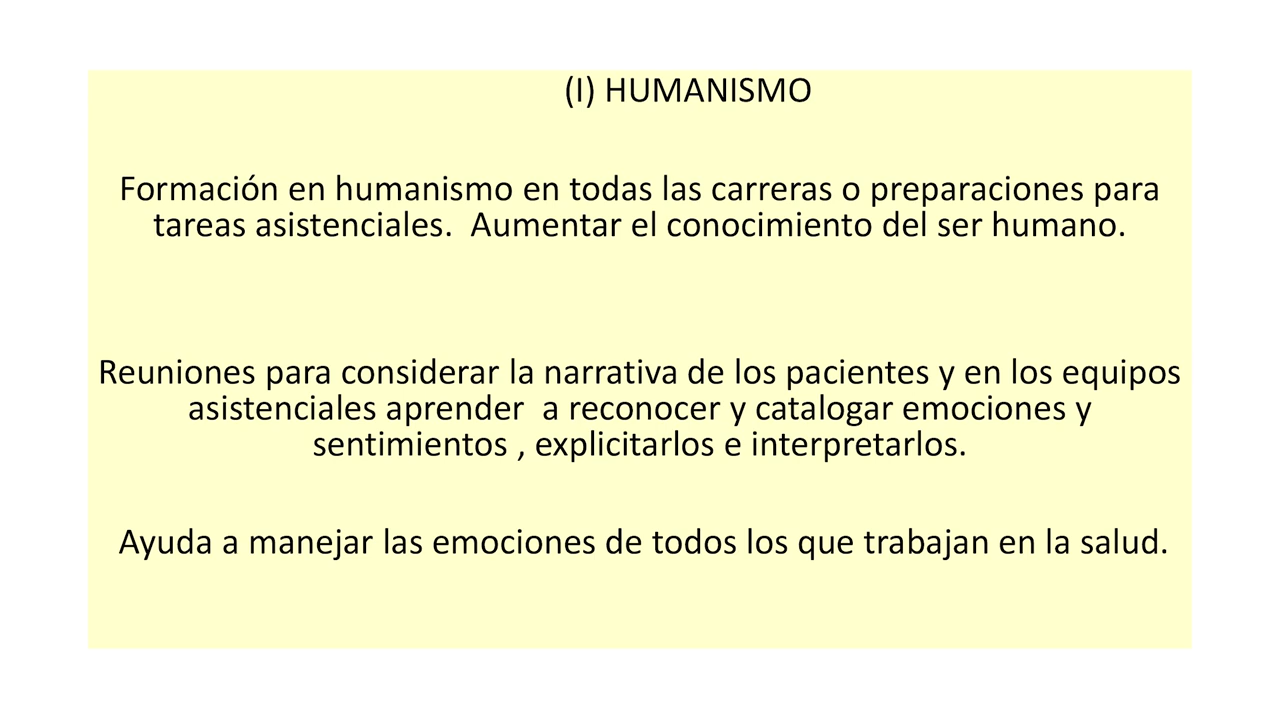 (I) HUMANISMO
Formación en humanismo en todas las carreras o preparaciones para
tareas asistenciales.  Aumentar el conocimiento del ser humano.
Reuniones para considerar la narrativa de los pacientes y en los equipos
asistenciales aprender  a reconocer y catalogar emociones y
sentimientos , explicitarlos e interpretarlos.
Ayuda a manejar las emociones de todos los que trabajan en la salud.